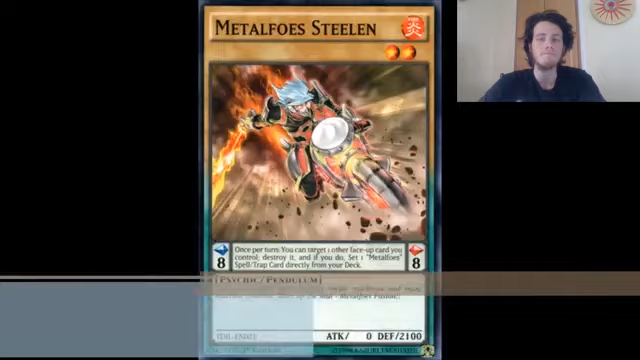 METALFOES STEELEN
炎
Once per turn: You can target 1 other face-up card you
control; destroy it, and if you do, Set 1 "Metalfoes"
Spell/Trap Card directly from your Deck.
8
8
[PSYCHIC/PENDULUM]
ATK/ 0 DEF/2100